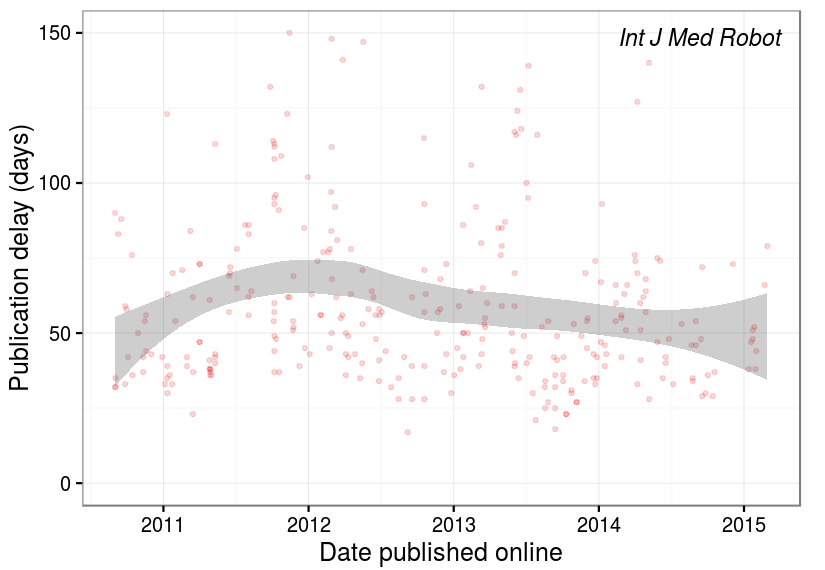 Int J Med Robot
Publication delay (days)
150
100
50
0
2011 2012 2013 2014 2015
Date published online